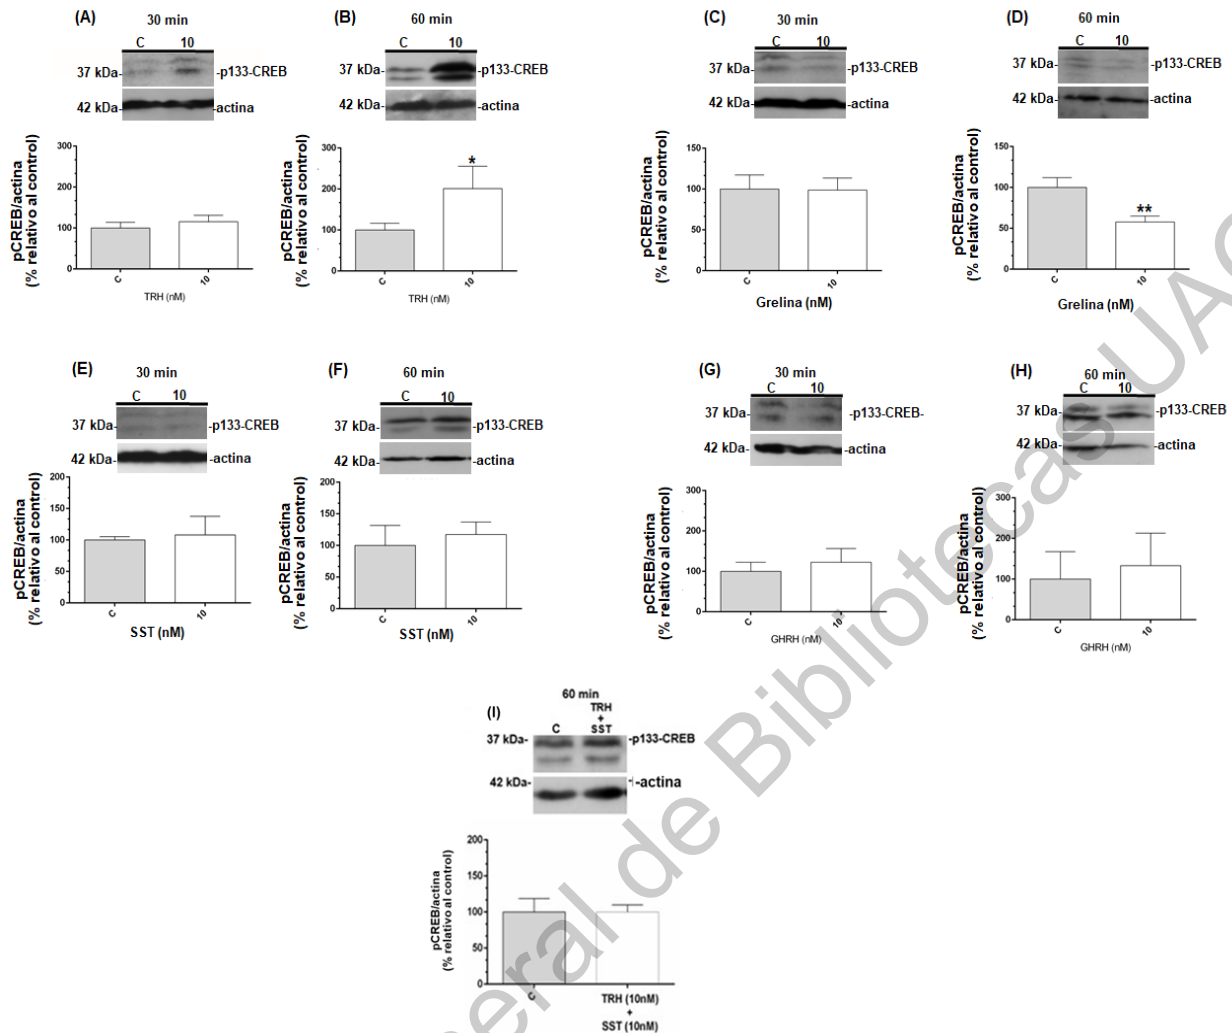 (A)
30 min
C 10
37 kDa- -p133-CREB
42 kDa- -actina
pCREB/actina
(% relativo al control)
300
200
100
0
C
10
TRH (nM)
(B)
60 min
C 10
37 kDa- -p133-CREB
42 kDa- -actina
pCREB/actina
(% relativo al control)
300
200
100
0
*
C
10
TRH (nM)
(C)
30 min
C 10
37 kDa- -p133-CREB
42 kDa- -actina
pCREB/actina
(% relativo al control)
150
100
50
0
C
10
Grelina (nM)
(D)
60 min
C 10
37 kDa- -p133-CREB
42 kDa- -actina
pCREB/actina
(% relativo al control)
150
100
50
0
**
C
10
Grelina (nM)
(E)
30 min
C 10
37 kDa- -p133-CREB
42 kDa- -actina
pCREB/actina
(% relativo al control)
200
150
100
50
0
C
10
SST (nM)
(F)
60 min
C 10
37 kDa- -p133-CREB
42 kDa- -actina
pCREB/actina
(% relativo al control)
200
150
100
50
0
C
10
SST (nM)
(G)
30 min
C 10
37 kDa- -p133-CREB-
42 kDa- -actina
pCREB/actina
(% relativo al control)
300
200
100
0
C
10
GHRH (nM)
(H)
60 min
C 10
37 kDa- -p133-CREB
42 kDa- -actina
pCREB/actina
(% relativo al control)
300
200
100
0
C
10
GHRH (nM)
(I)
60 min
TRH
+
C SST
37 kDa- -p133-CREB
42 kDa- -actina
pCREB/actina
(% relativo al control)
200
150
100
50
0
C
TRH (10nM)
+
SST (10nM)
eral de Bibliotecas UAQ